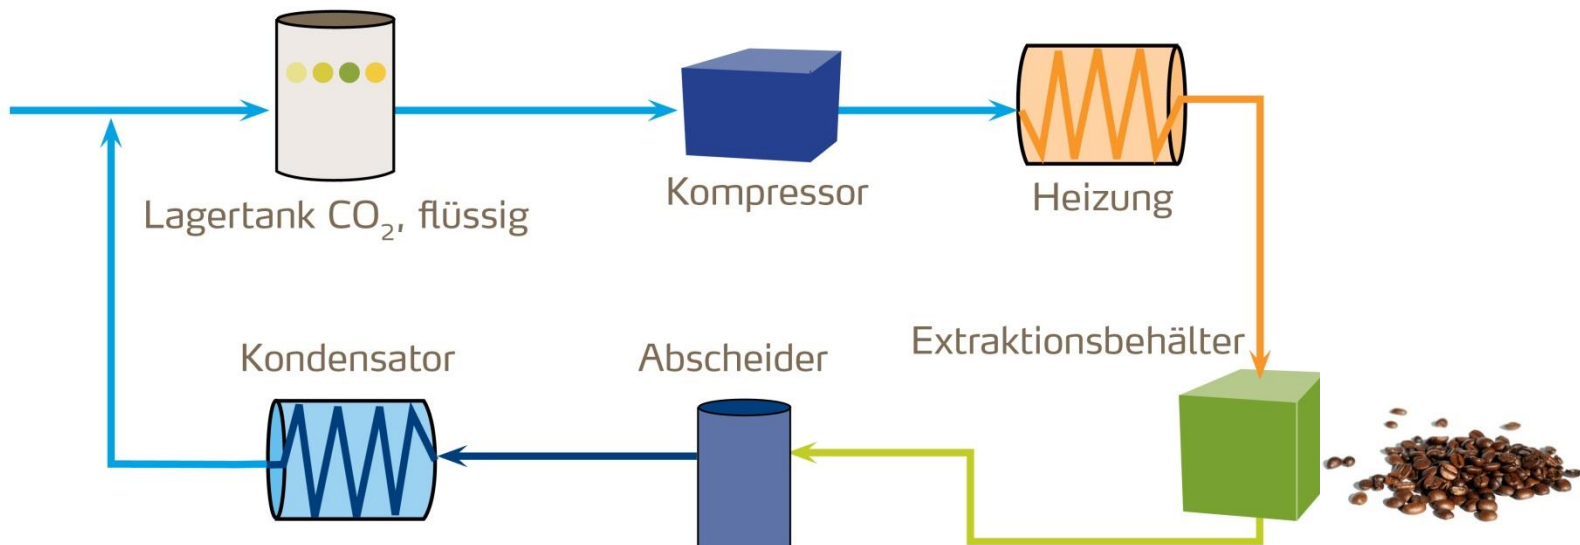 Lagertank CO₂, flüssig
Kompressor
Heizung
Kondensator
Abscheider
Extraktionsbehälter